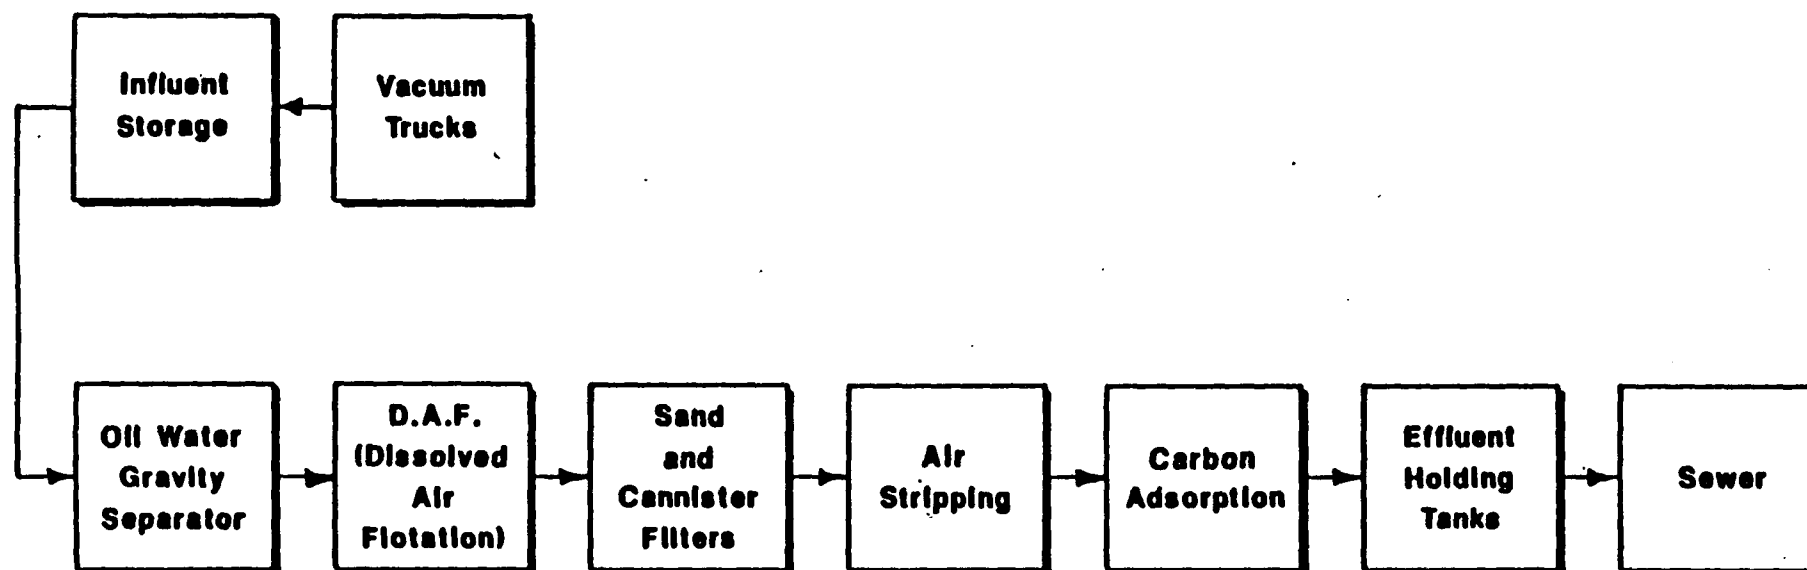 Influent
Storage
Vacuum
Trucks
Oil Water
Gravity
Separator
D.A.F.
(Dissolved
Air
Flotation)
Sand
and
Cannister
Filters
Air
Stripping
Carbon
Adsorption
Effluent
Holding
Tanks
Sewer